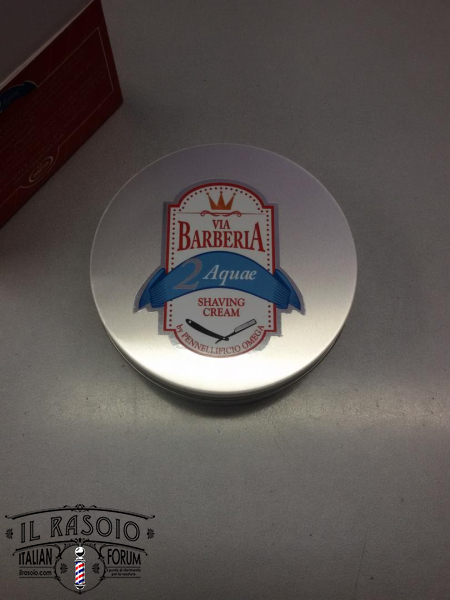 VIA
BARBERIA
2 Aquae
SHAVING
CREAM
by PENNELLIFICIO OMEGA
IL RASOIO
ITALIAN FORUM
ilrasoio.com